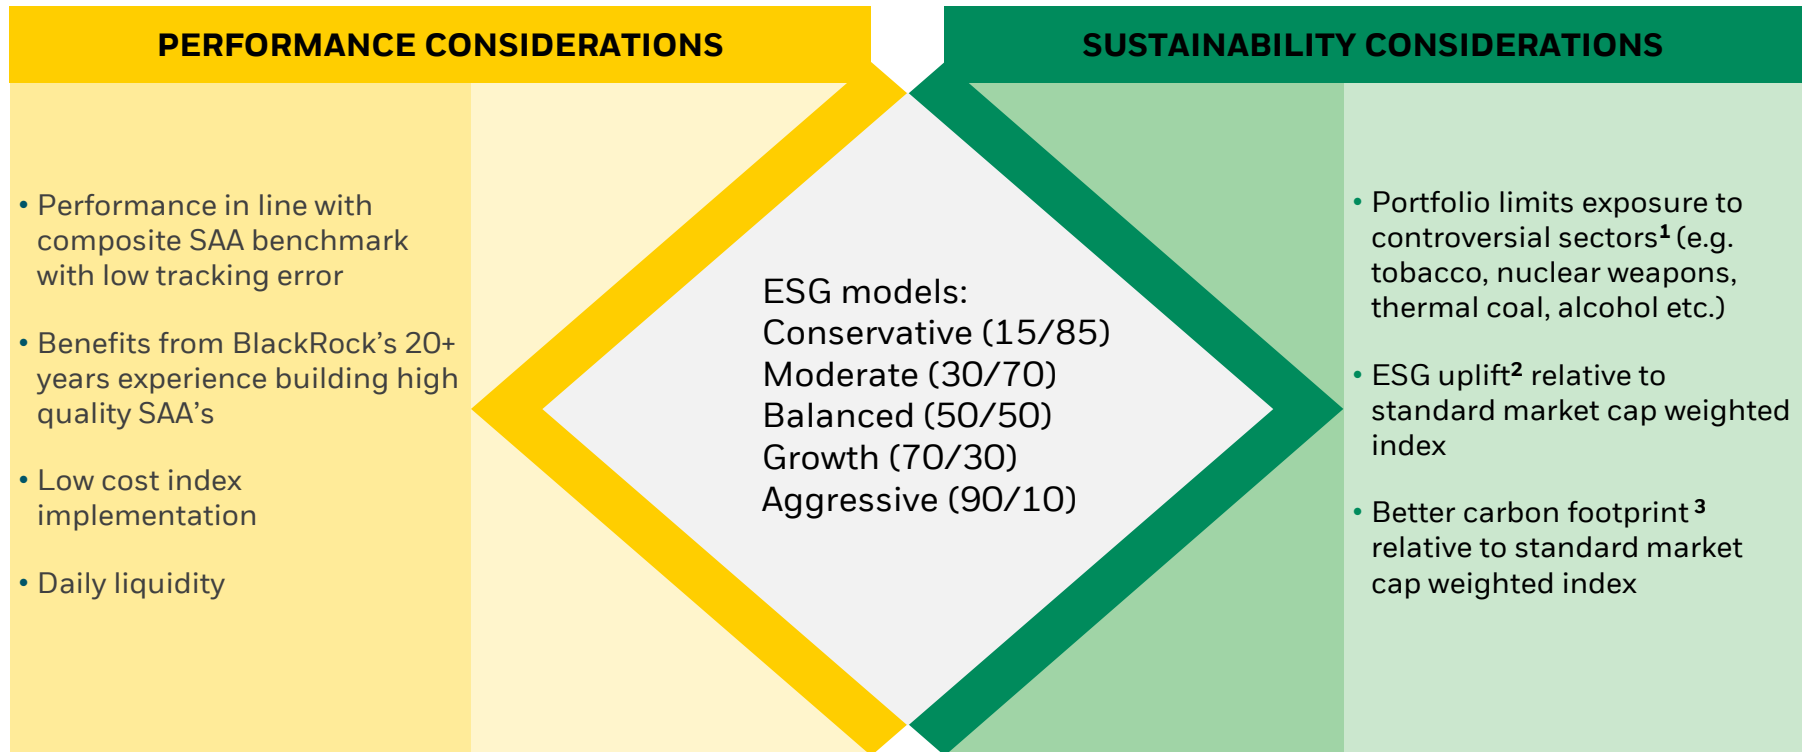 PERFORMANCE CONSIDERATIONS
• Performance in line with
composite SAA benchmark
with low tracking error
• Benefits from BlackRock’s 20+
years experience building high
quality SAA’s
• Low cost index
implementation
• Daily liquidity
ESG models:
Conservative (15/85)
Moderate (30/70)
Balanced (50/50)
Growth (70/30)
Aggressive (90/10)
SUSTAINABILITY CONSIDERATIONS
• Portfolio limits exposure to
controversial sectors¹ (e.g.
tobacco, nuclear weapons,
thermal coal, alcohol etc.)
• ESG uplift² relative to
standard market cap weighted
index
• Better carbon footprint ³
relative to standard market
cap weighted index